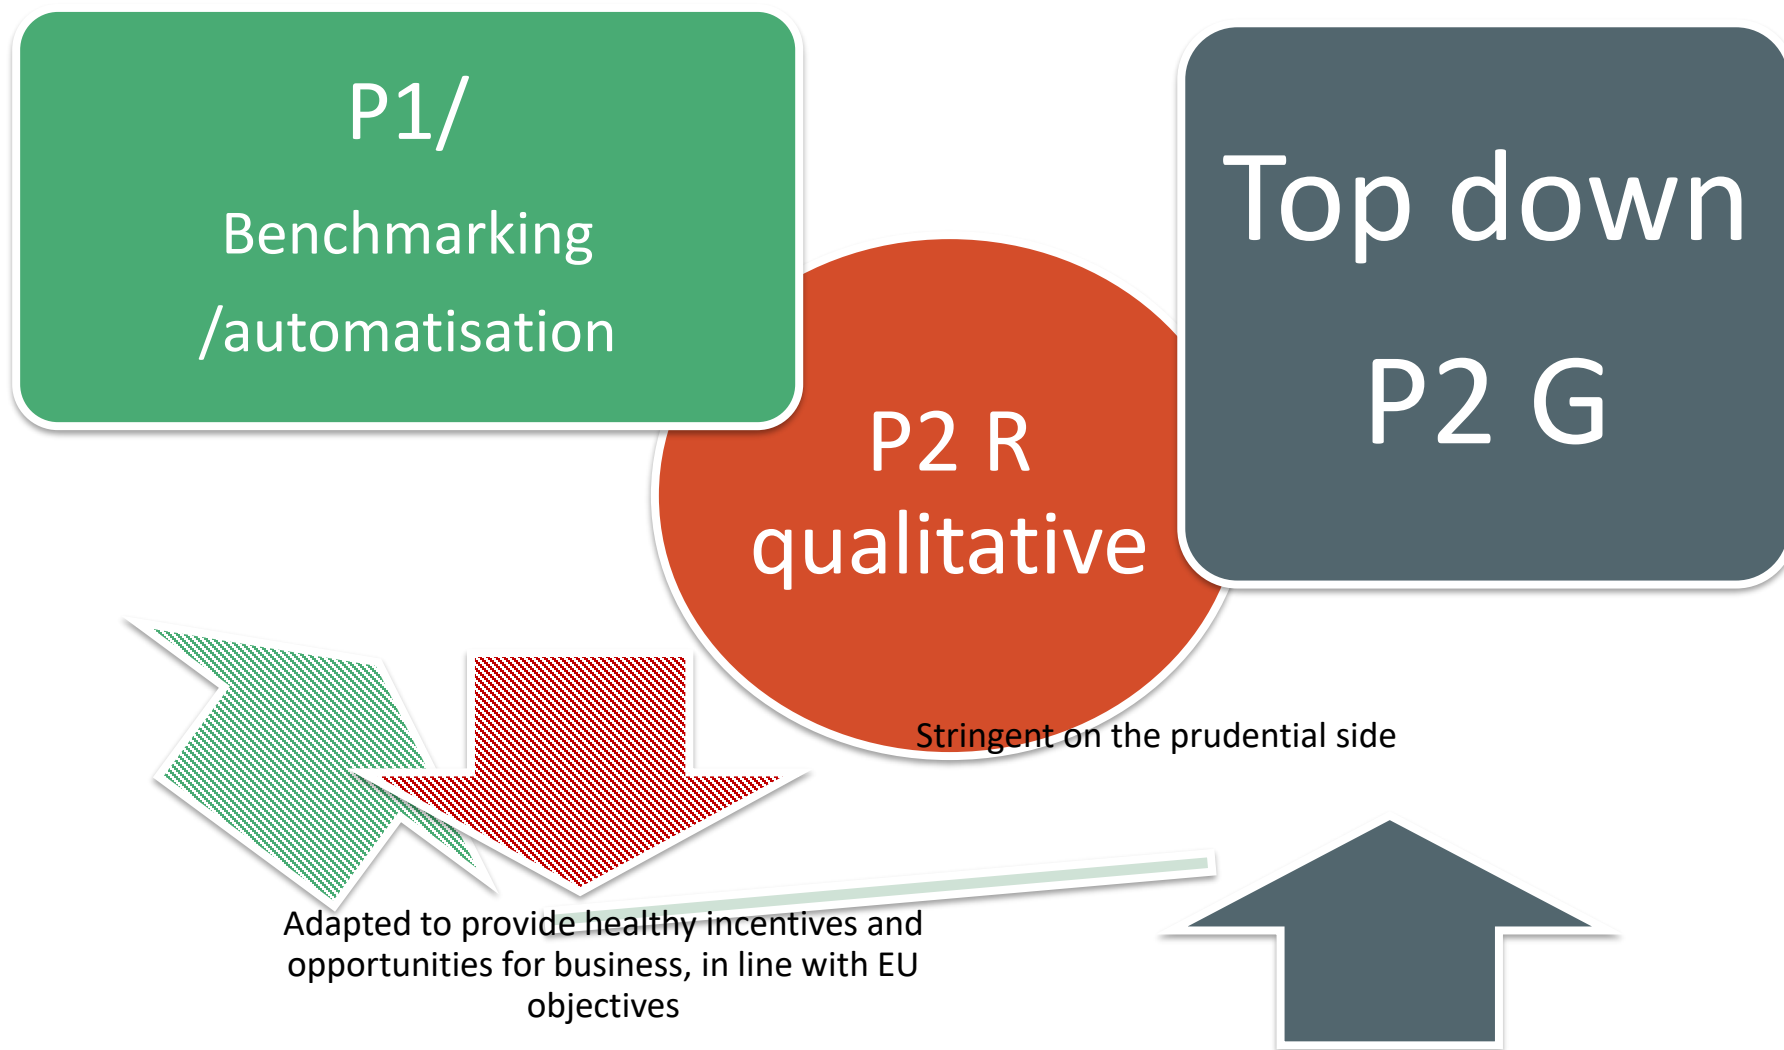 P1/
Benchmarking
/automatisation
Top down
P2 G
P2 R
qualitative
Stringent on the prudential side
Adapted to provide healthy incentives and
opportunities for business, in line with EU
objectives